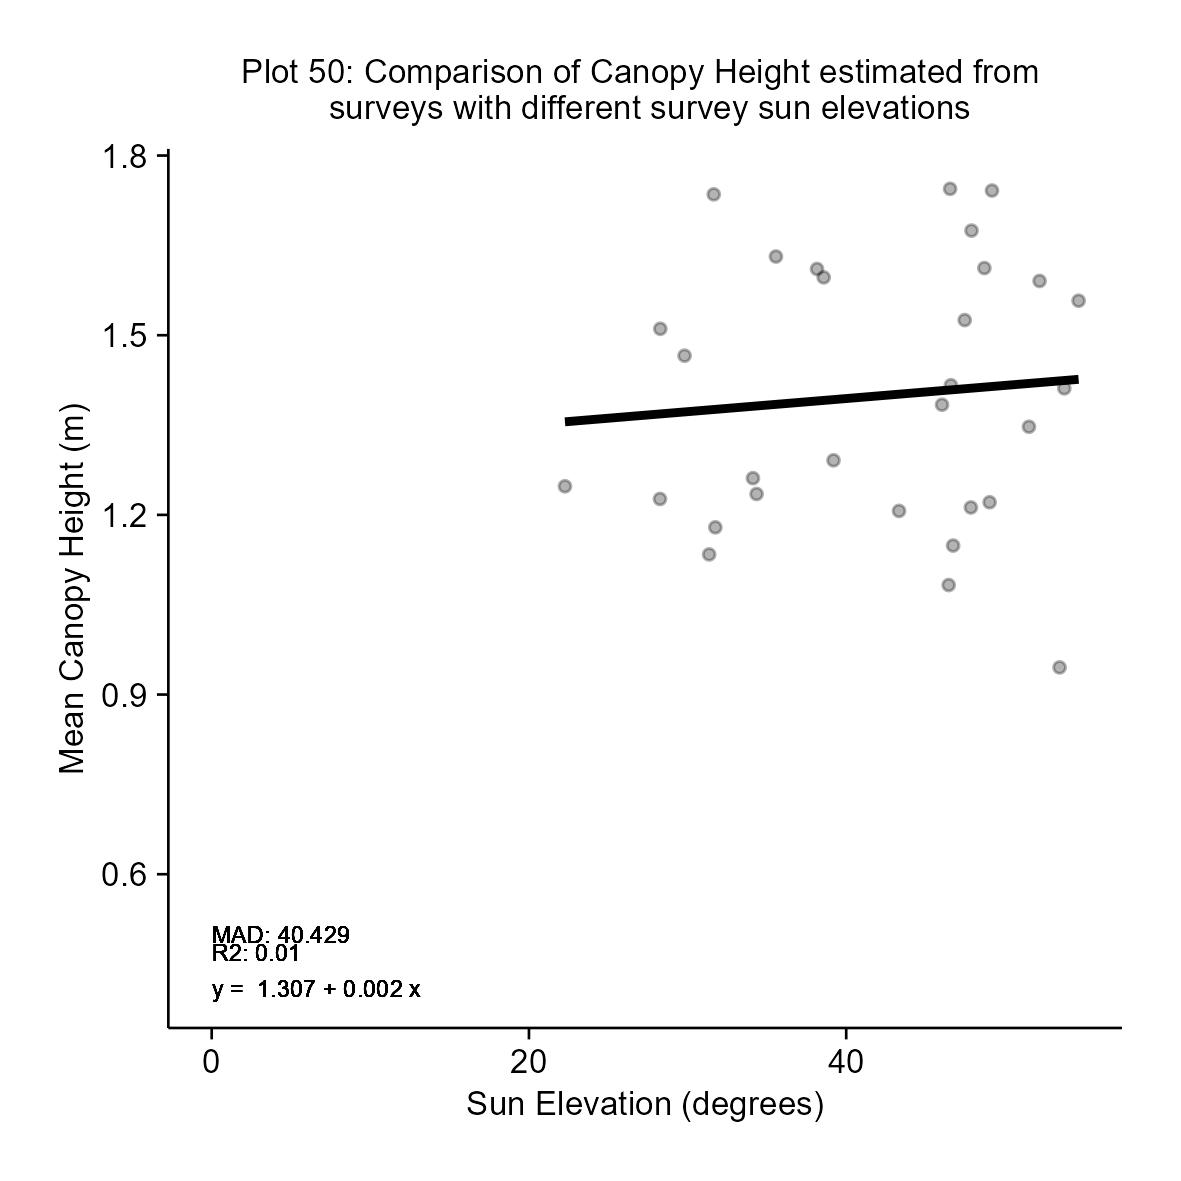 Plot 50: Comparison of Canopy Height estimated from
surveys with different survey sun elevations
1.8
1.5
1.2
0.9
0.6
Mean Canopy Height (m)
MAD: 40.429
R2: 0.01
y =  1.307 + 0.002 x
0
20
40
Sun Elevation (degrees)